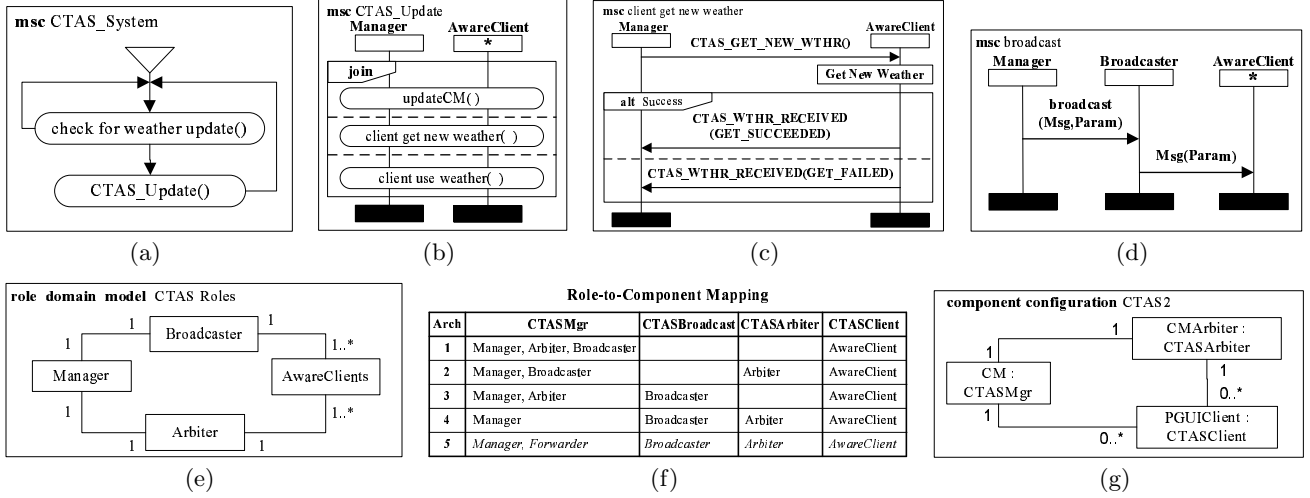 msc CTAS_System
check for weather update()
CTAS_Update()
(a)
msc CTAS_Update
Manager
AwareClient
*
join
updateCM( )
client get new weather( )
client use weather( )
(b)
msc client get new weather
Manager
AwareClient
CTAS_GET_NEW_WTHR()
Get New Weather
alt Success
CTAS_WTHR_RECEIVED
(GET_SUCCEEDED)
CTAS_WTHR_RECEIVED(GET_FAILED)
(c)
msc broadcast
Manager
Broadcaster
AwareClient
*
broadcast
(Msg,Param)
Msg(Param)
(d)
role domain model CTAS Roles
1
Broadcaster
1
1
1..*
Manager
AwareClients
1
1..*
1
Arbiter
1
(e)
Role-to-Component Mapping
Arch CTASMgr CTASBroadcast CTASArbiter CTASClient
1 Manager, Arbiter, Broadcaster AwareClient
2 Manager, Broadcaster Arbiter AwareClient
3 Manager, Arbiter Broadcaster AwareClient
4 Manager Broadcaster Arbiter AwareClient
5 Manager, Forwarder Broadcaster Arbiter AwareClient
(f)
component configuration CTAS2
1
CMArbiter :
CTASArbiter
1
CM :
CTASMgr
1
0..*
1
PGUIClient :
CTASClient
0..*
(g)